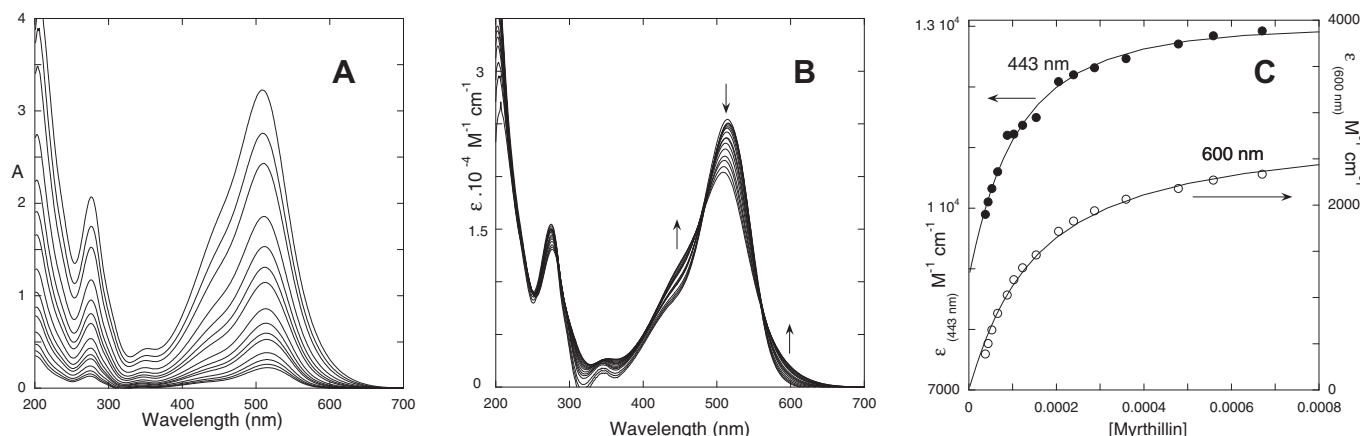 4
3
2
1
0
A
A
200
300
400
500
600
700
Wavelength (nm)
3
1.5
0
ε .10⁻⁴ M⁻¹ cm⁻¹
B
200
300
400
500
600
700
Wavelength (nm)
1.3 10⁴
1 10⁴
7000
ε (443 nm) M⁻¹ cm⁻¹
443 nm
600 nm
C
4000
2000
0
ε (600 nm) M⁻¹ cm⁻¹
0
0.0002
0.0004
0.0006
0.0008
[Myrthillin]